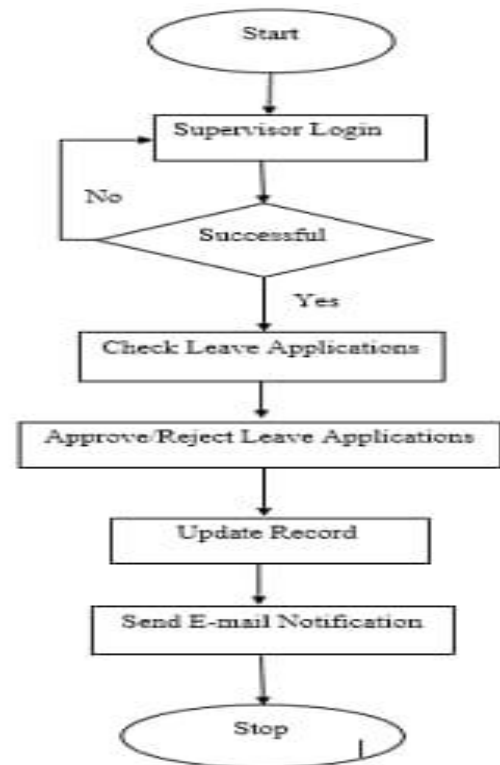 Start
Supervisor Login
No
Successful
Yes
Check Leave Applications
Approve/Reject Leave Applications
Update Record
Send E-mail Notification
Stop